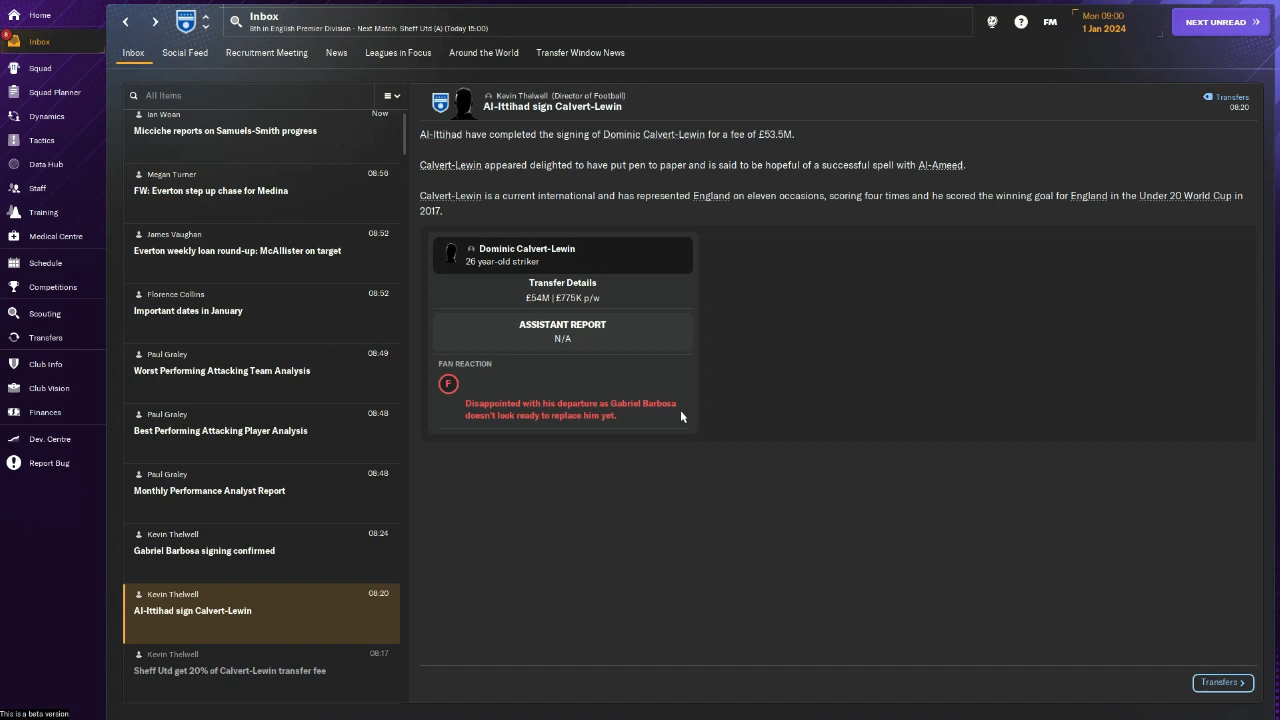 Home
8
Inbox
Squad
Squad Planner
Dynamics
Tactics
Data Hub
Staff
Training
Medical Centre
Schedule
Competitions
Scouting
Transfers
Club Info
Club Vision
Finances
Dev. Centre
Report Bug
This is a beta version
Inbox
8th in English Premier Division - Next Match: Sheff Utd (A) (Today 15:00)
?
FM
Mon 09:00
1 Jan 2024
NEXT UNREAD
Inbox Social Feed Recruitment Meeting News Leagues in Focus Around the World Transfer Window News
All Items
Ian Woan Now
Micciche reports on Samuels-Smith progress
Megan Turner 08:56
FW: Everton step up chase for Medina
James Vaughan 08:52
Everton weekly loan round-up: McAllister on target
Florence Collins 08:52
Important dates in January
Paul Graley 08:49
Worst Performing Attacking Team Analysis
Paul Graley 08:48
Best Performing Attacking Player Analysis
Paul Graley 08:48
Monthly Performance Analyst Report
Kevin Thelwell 08:24
Gabriel Barbosa signing confirmed
Kevin Thelwell 08:20
Al-Ittihad sign Calvert-Lewin
Kevin Thelwell 08:17
Sheff Utd get 20% of Calvert-Lewin transfer fee
Kevin Thelwell (Director of Football)
Al-Ittihad sign Calvert-Lewin
Transfers
08:20
Al-Ittihad have completed the signing of Dominic Calvert-Lewin for a fee of £53.5M.
Calvert-Lewin appeared delighted to have put pen to paper and is said to be hopeful of a successful spell with Al-Ameed.
Calvert-Lewin is a current international and has represented England on eleven occasions, scoring four times and he scored the winning goal for England in the Under 20 World Cup in
2017.
Dominic Calvert-Lewin
26 year-old striker
Transfer Details
£54M | £775K p/w
ASSISTANT REPORT
N/A
FAN REACTION
F
Disappointed with his departure as Gabriel Barbosa
doesn't look ready to replace him yet.
Transfers